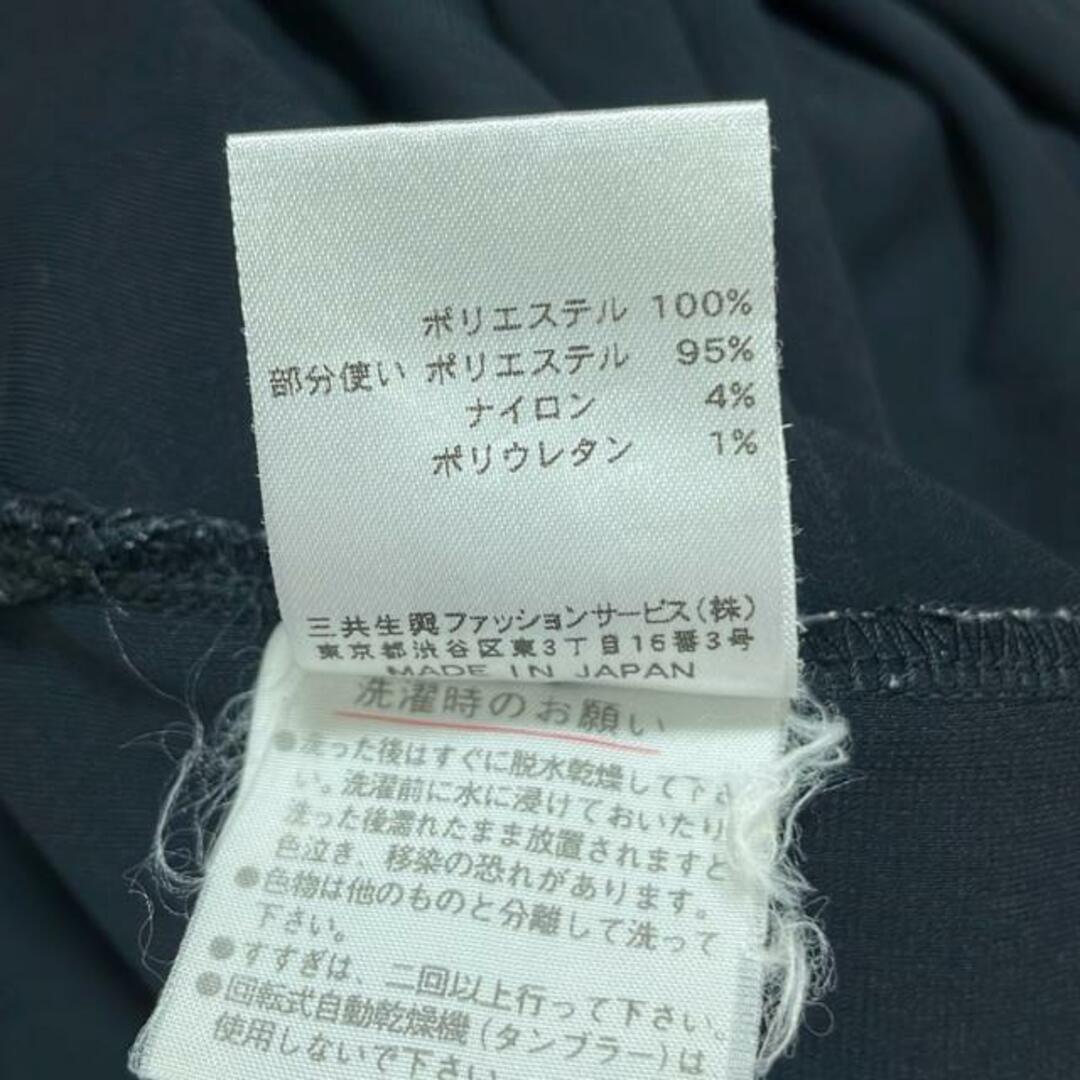 ポリエステル 100%
部分使い ポリエステル 95%
ナイロン 4%
ポリウレタン 1%
三共生興ファッションサービス(株)
東京都渋谷区東3丁目16番3号
MADE IN JAPAN
洗濯時のお願い
●洗った後はすぐに脱水乾燥して下さ
い。洗濯前に水に浸けておいたり
洗った後濡れたまま放置されますと
色泣き、移染の恐れがあります。
●色物は他のものと分離して洗って
下さい。
●すすぎは、二回以上行って下さい。
●回転式自動乾燥機(タンブラー)は
使用しないで下さい